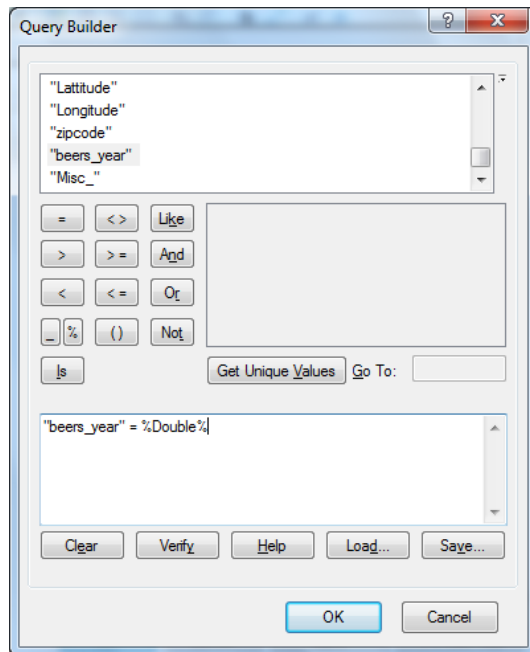 Query Builder
"Lattitude"
"Longitude"
"zipcode"
"beers_year"
"Misc_"
= < > Like
> > = And
< < = Or
_ % () Not
Is Get Unique Values Go To:
"beers_year" = %Double%
Clear Verify Help Load... Save...
OK Cancel